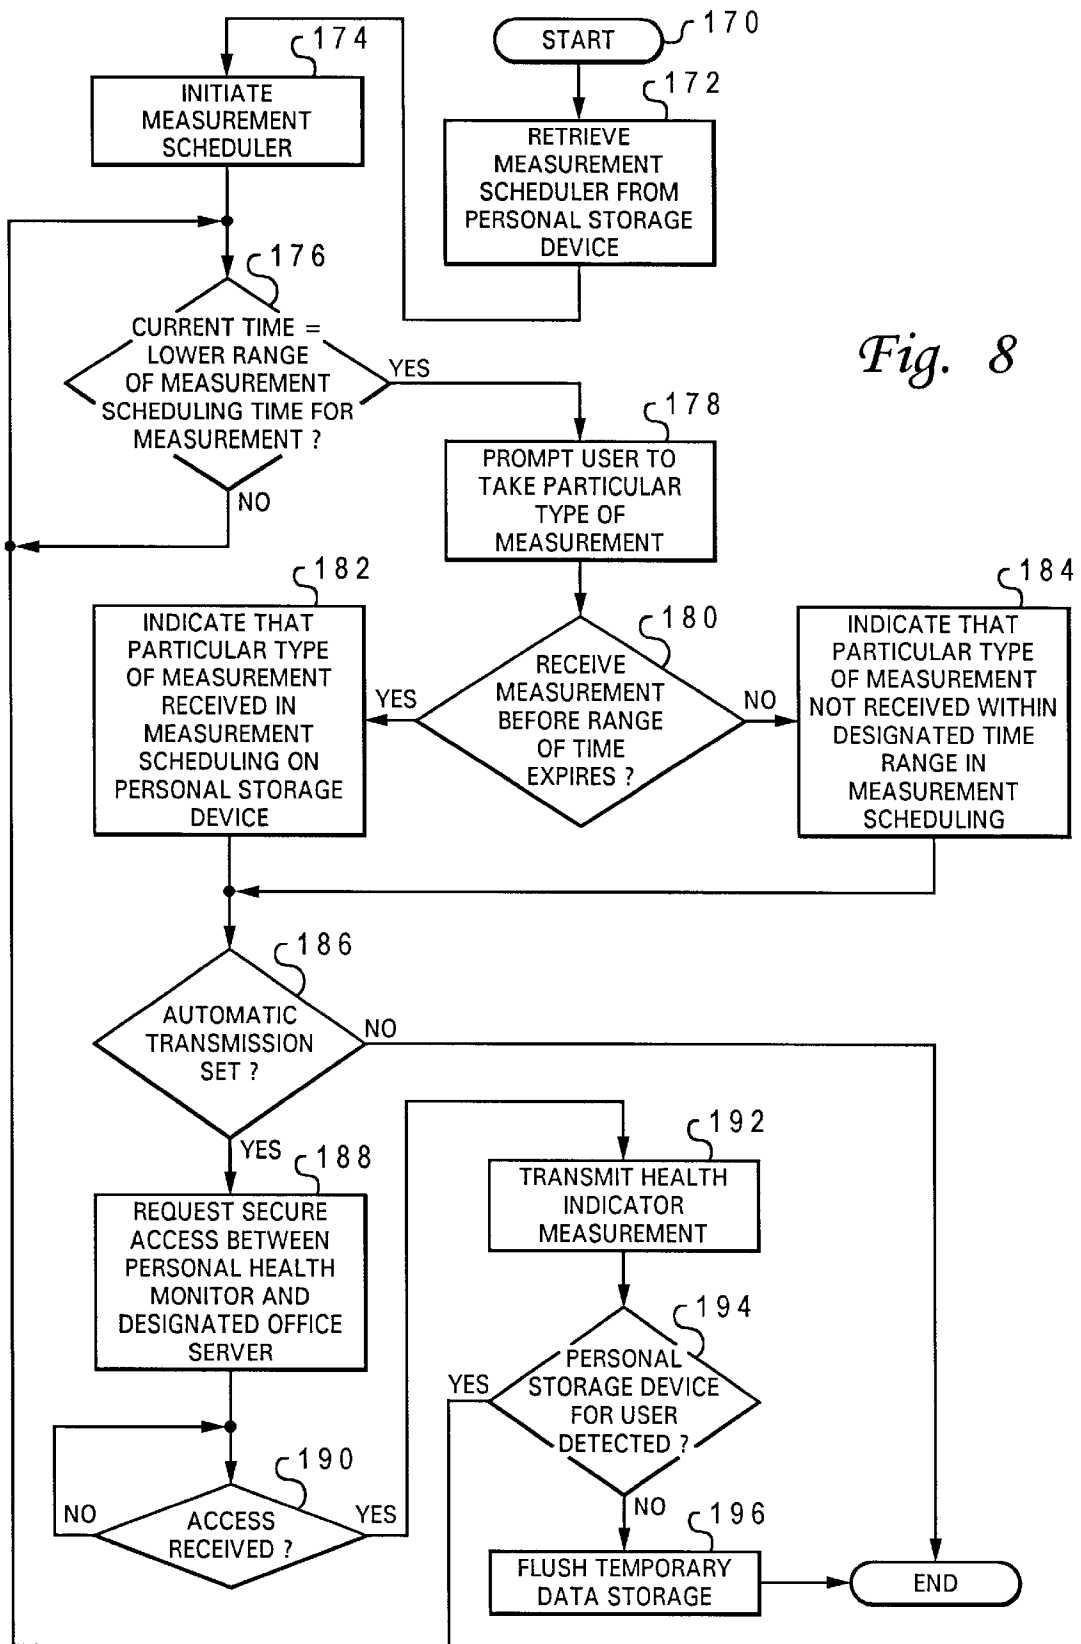 START
170
172
RETRIEVE
MEASUREMENT
SCHEDULER FROM
PERSONAL STORAGE
DEVICE
174
INITIATE
MEASUREMENT
SCHEDULER
176
CURRENT TIME =
LOWER RANGE
OF MEASUREMENT
SCHEDULING TIME FOR
MEASUREMENT ?
YES
NO
Fig. 8
178
PROMPT USER TO
TAKE PARTICULAR
TYPE OF
MEASUREMENT
180
RECEIVE
MEASUREMENT
BEFORE RANGE
OF TIME
EXPIRES ?
YES
NO
182
INDICATE THAT
PARTICULAR TYPE
OF MEASUREMENT
RECEIVED IN
MEASUREMENT
SCHEDULING ON
PERSONAL STORAGE
DEVICE
184
INDICATE THAT
PARTICULAR TYPE
OF MEASUREMENT
NOT RECEIVED WITHIN
DESIGNATED TIME
RANGE IN
MEASUREMENT
SCHEDULING
186
AUTOMATIC
TRANSMISSION
SET ?
NO
YES
188
REQUEST SECURE
ACCESS BETWEEN
PERSONAL HEALTH
MONITOR AND
DESIGNATED OFFICE
SERVER
190
ACCESS
RECEIVED ?
NO
YES
192
TRANSMIT HEALTH
INDICATOR
MEASUREMENT
194
PERSONAL
STORAGE DEVICE
FOR USER
DETECTED ?
YES
NO
196
FLUSH TEMPORARY
DATA STORAGE
END